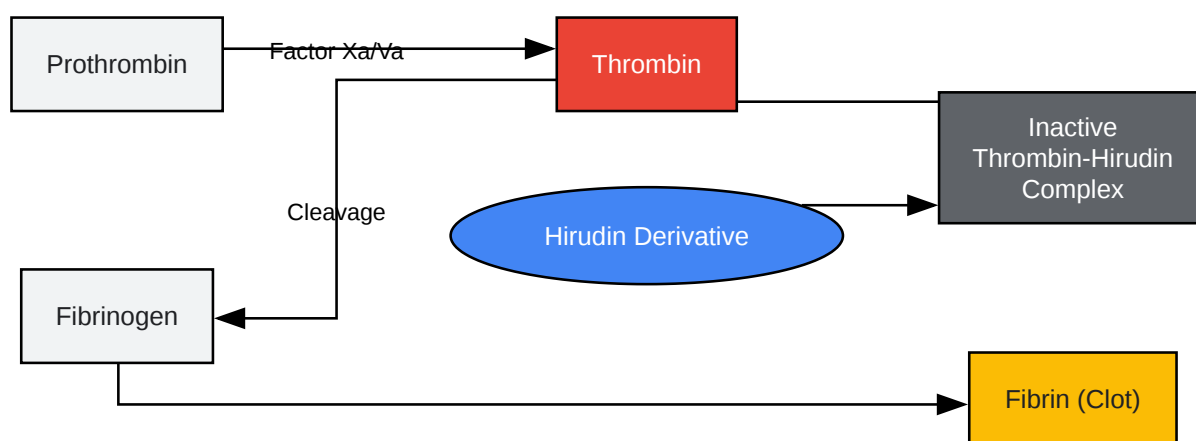 Prothrombin
Factor Xa/Va
Thrombin
Inactive
Thrombin-Hirudin
Complex
Cleavage
Hirudin Derivative
Fibrinogen
Fibrin (Clot)